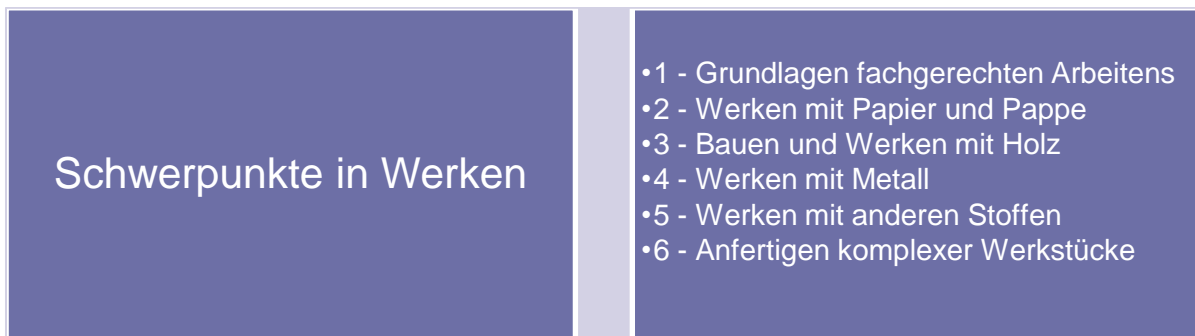 Schwerpunkte in Werken
•1 - Grundlagen fachgerechten Arbeitens
•2 - Werken mit Papier und Pappe
•3 - Bauen und Werken mit Holz
•4 - Werken mit Metall
•5 - Werken mit anderen Stoffen
•6 - Anfertigen komplexer Werkstücke